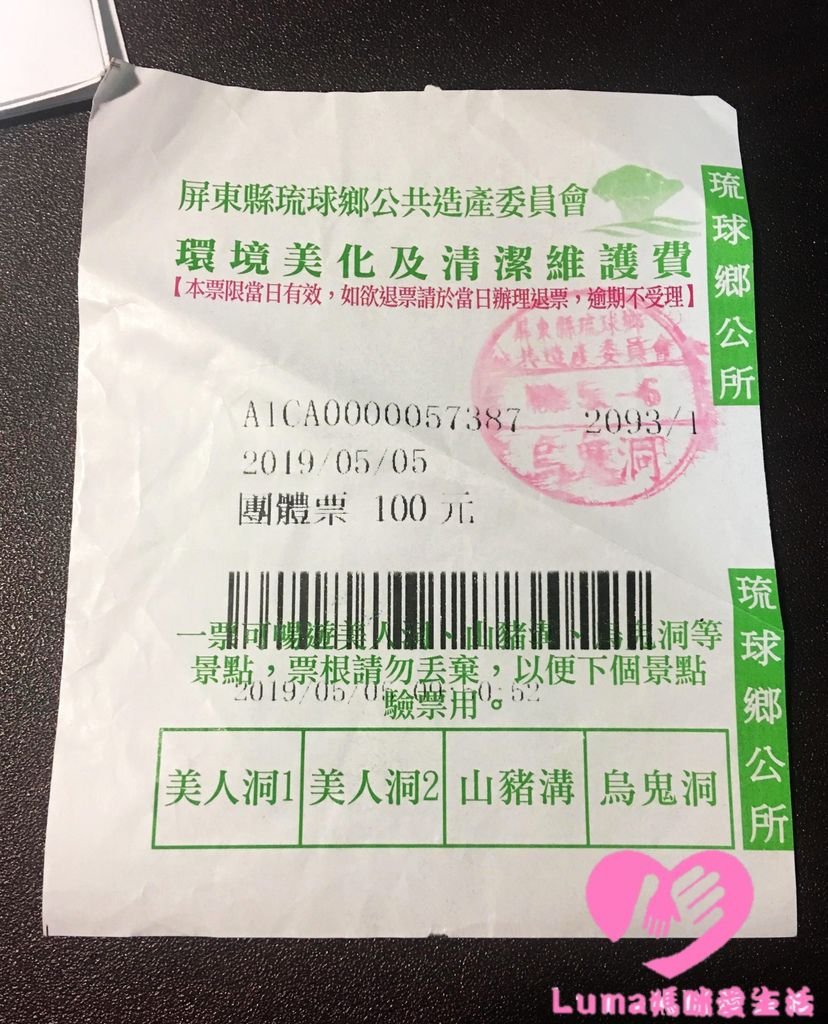 屏東縣琉球鄉公共造產委員會
環境美化及清潔維護費
【本票限當日有效，如欲退票請於當日辦理退票，逾期不受理】
琉球鄉公所
屏東縣琉球鄉
共造產委員會
烏鬼洞
A1CA0000057387 2093/1
2019/05/05
團體票 100 元
一票可暢遊美人洞、山豬溝、烏鬼洞等
景點，票根請勿丟棄，以便下個景點
驗票用。
2019/05/05
琉球鄉公所
美人洞1 美人洞2 山豬溝 烏鬼洞
Luma媽咪愛生活